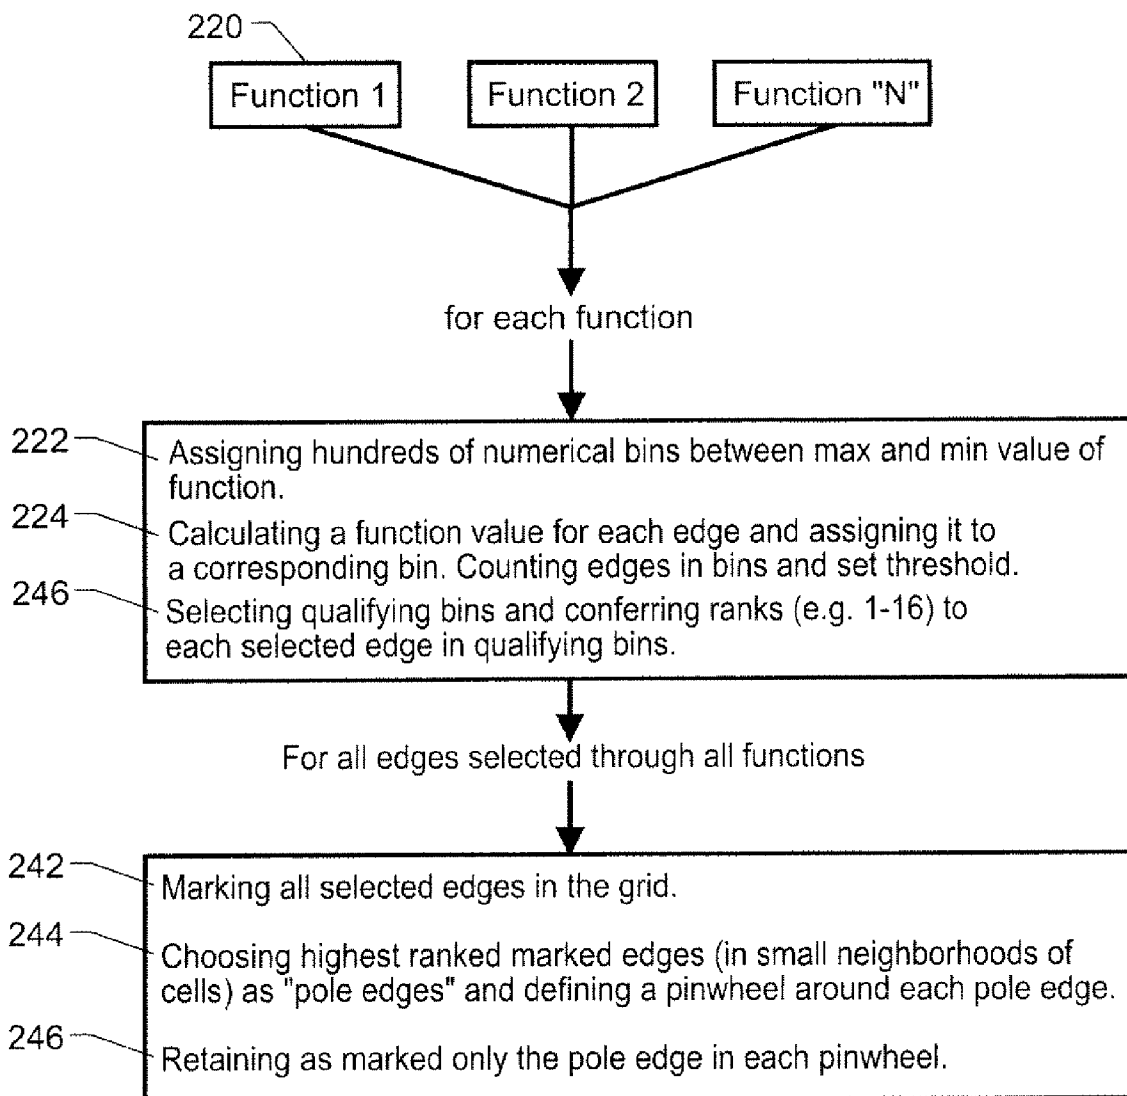 220
Function 1
Function 2
Function "N"
for each function
222
Assigning hundreds of numerical bins between max and min value of
function.
224
Calculating a function value for each edge and assigning it to
a corresponding bin. Counting edges in bins and set threshold.
246
Selecting qualifying bins and conferring ranks (e.g. 1-16) to
each selected edge in qualifying bins.
For all edges selected through all functions
242
Marking all selected edges in the grid.
244
Choosing highest ranked marked edges (in small neighborhoods of
cells) as "pole edges" and defining a pinwheel around each pole edge.
246
Retaining as marked only the pole edge in each pinwheel.